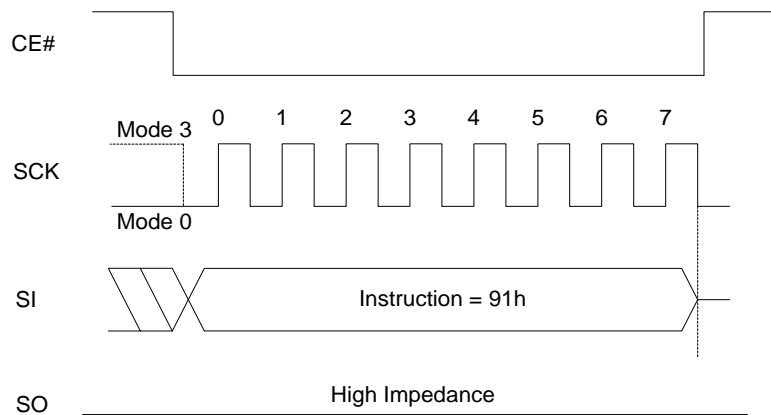 CE#
0 1 2 3 4 5 6 7
Mode 3
SCK
Mode 0
SI
Instruction = 91h
SO
High Impedance